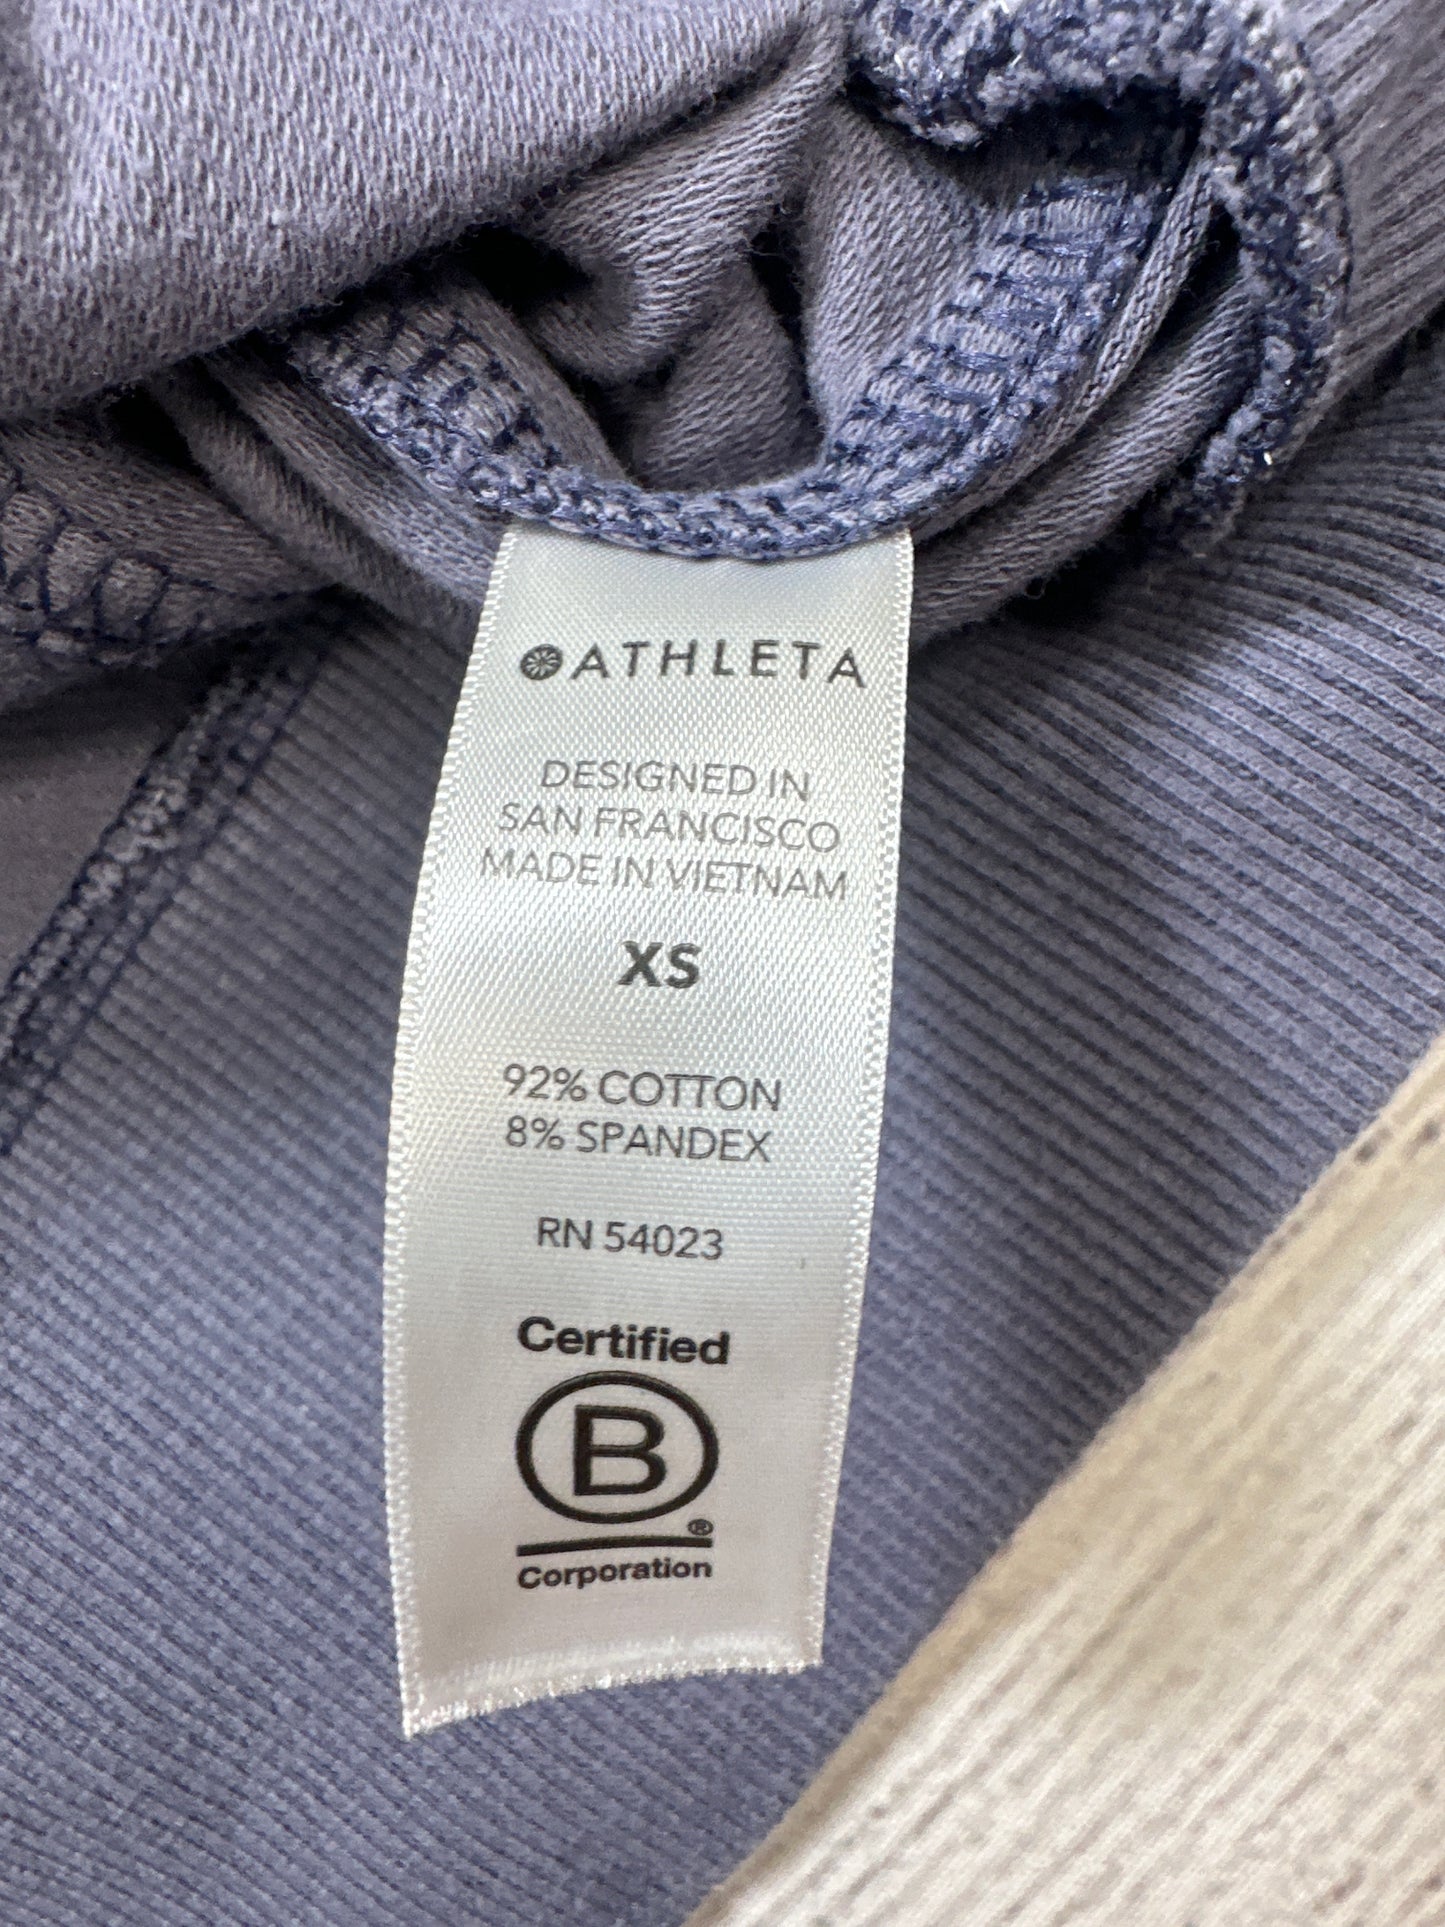 ATHLETA
DESIGNED IN
SAN FRANCISCO
MADE IN VIETNAM
XS
92% COTTON
8% SPANDEX
RN 54023
Certified
B
®
Corporation